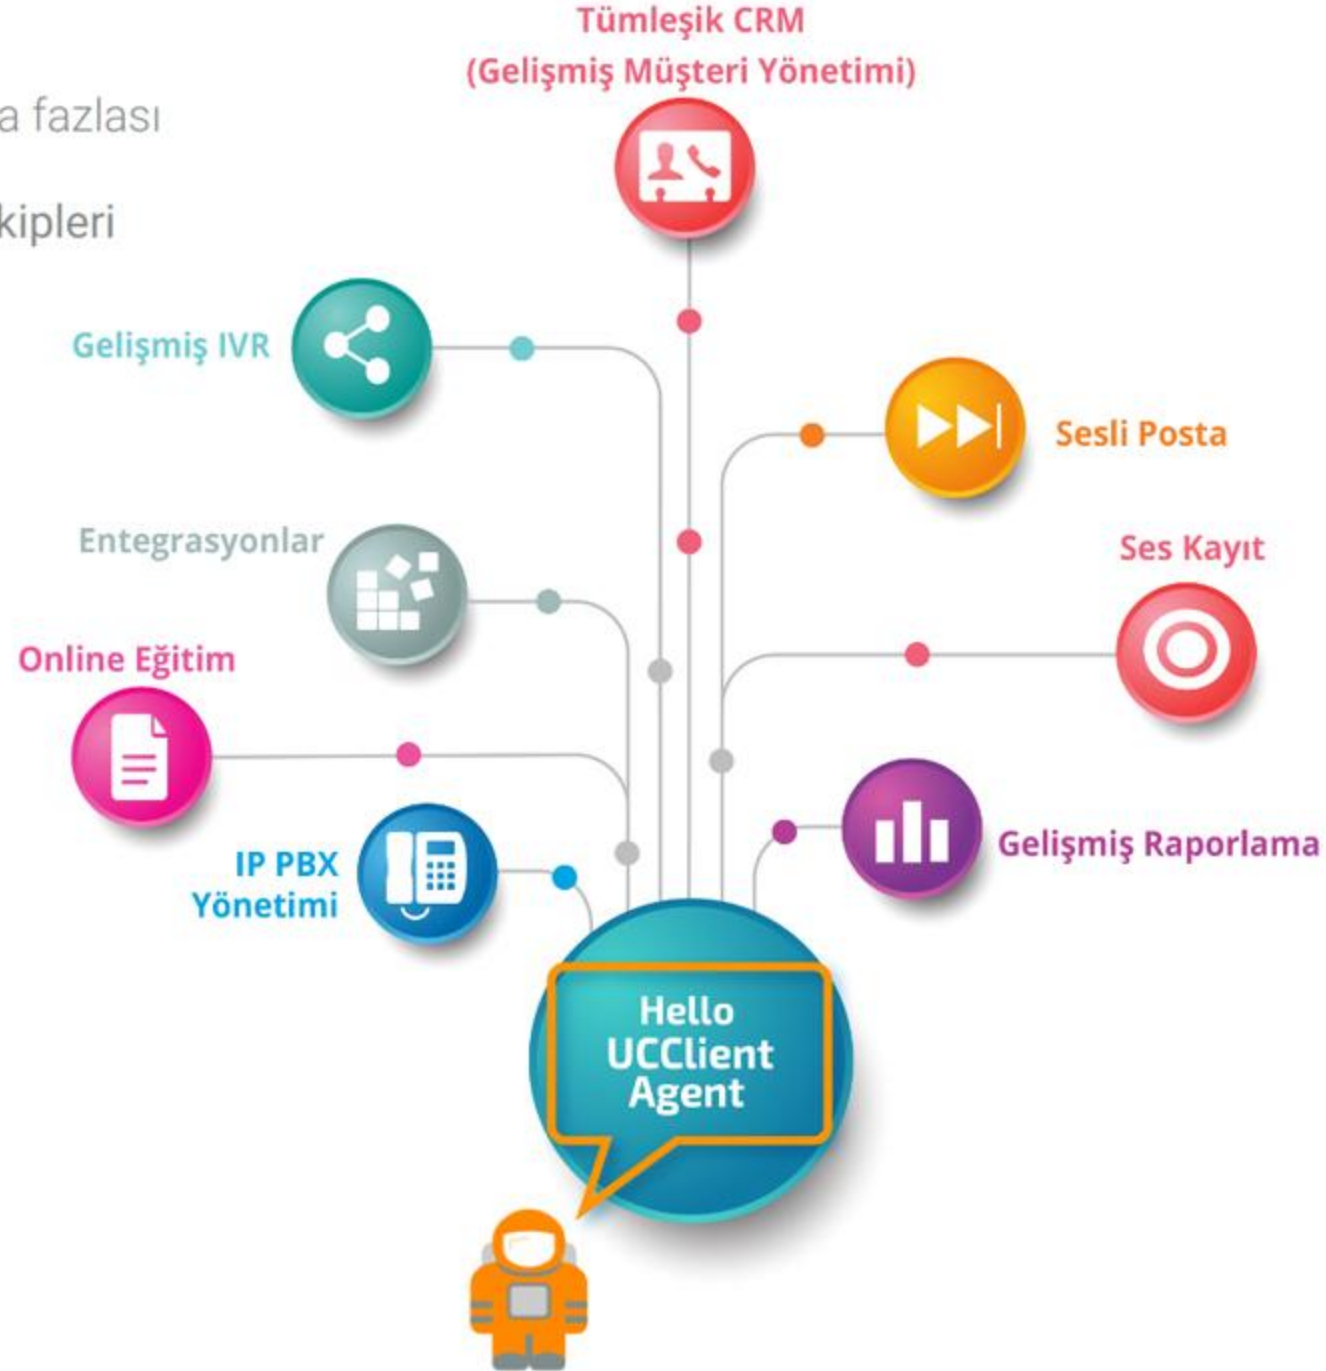 Tümleşik CRM
(Gelişmiş Müşteri Yönetimi)
a fazlası
kipleri
Gelişmiş IVR
Sesli Posta
Entegrasyonlar
Ses Kayıt
Online Eğitim
Gelişmiş Raporlama
IP PBX
Yönetimi
Hello
UCClient
Agent